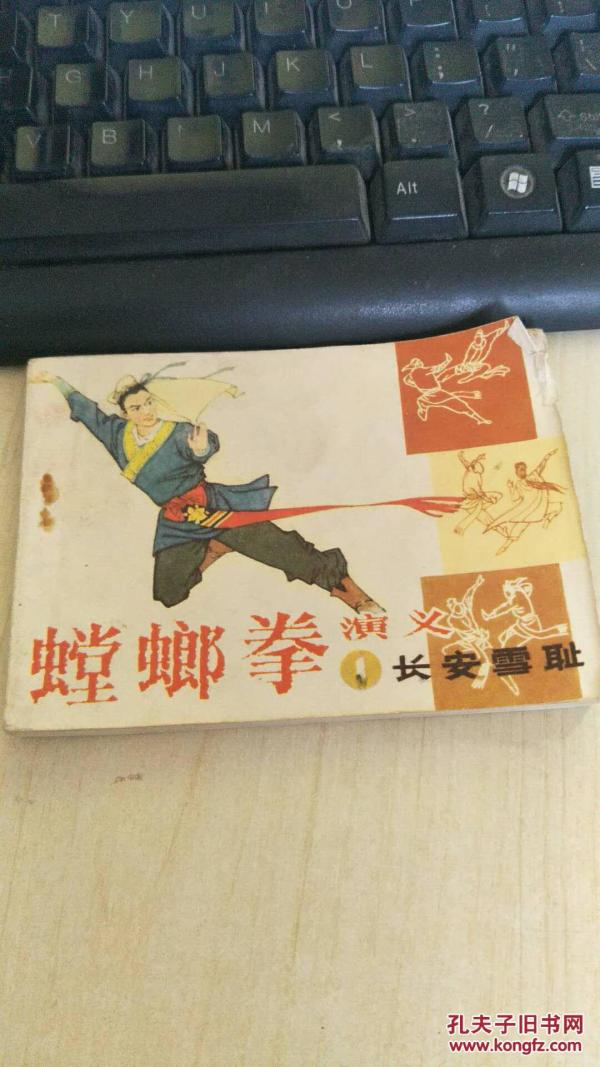 T Y U I
G H J K L
V B N M < , > . ? /
Alt
螳螂拳演义 1 长安雪耻
孔夫子旧书网
www.kongfz.com